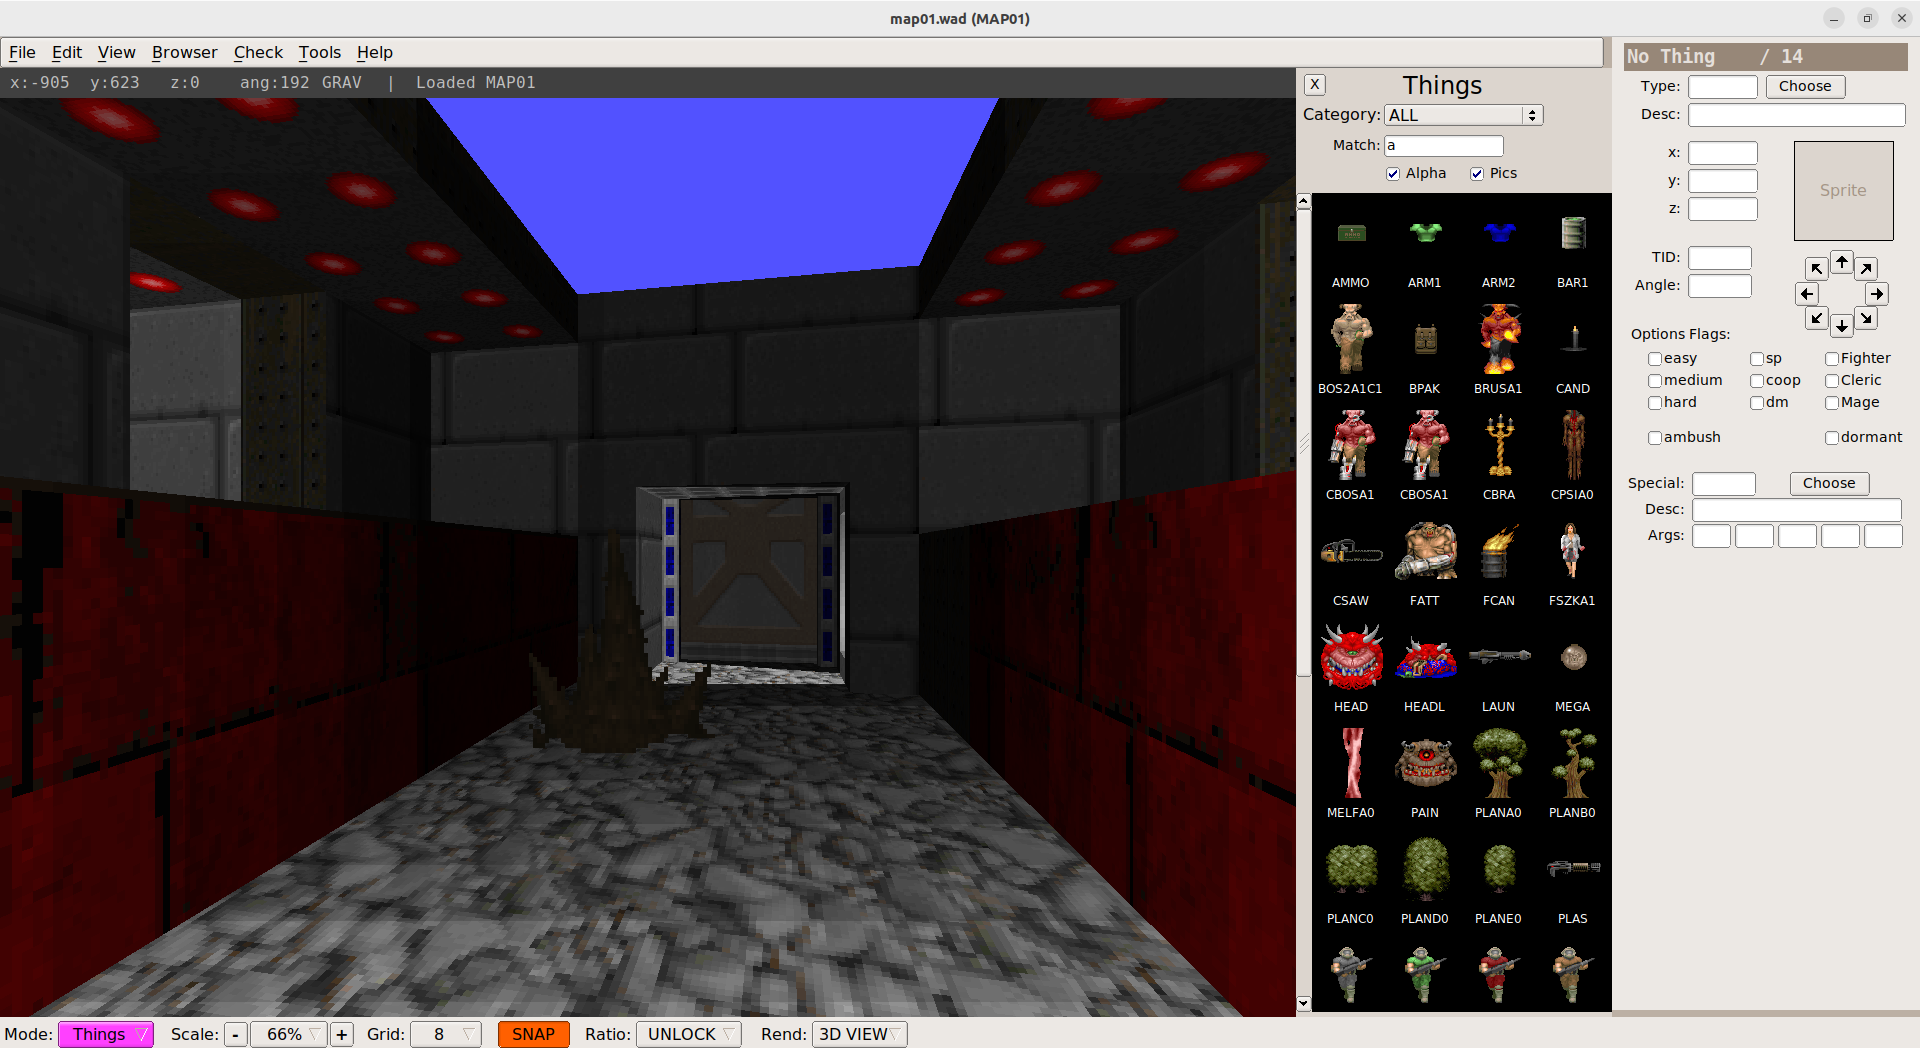 map01.wad (MAP01)
File Edit View Browser Check Tools Help
x:-905 y:623 z:0 ang:192 GRAV | Loaded MAP01
X Things
Category: ALL
Match: a
Alpha Pics
AMMO ARM1 ARM2 BAR1
BOS2A1C1 BPAK BRUSA1 CAND
CBOSA1 CBOSA1 CBRA CPSIA0
CSAW FATT FCAN FSZKA1
HEAD HEADL LAUN MEGA
MELFA0 PAIN PLANA0 PLANB0
PLANC0 PLAND0 PLANE0 PLAS
No Thing / 14
Type: Choose
Desc:
x:
y:
z:
Sprite
TID:
Angle:
Options Flags:
easy sp Fighter
medium coop Cleric
hard dm Mage
ambush dormant
Special: Choose
Desc:
Args:
Mode: Things Scale: - 66% + Grid: 8 SNAP Ratio: UNLOCK Rend: 3D VIEW